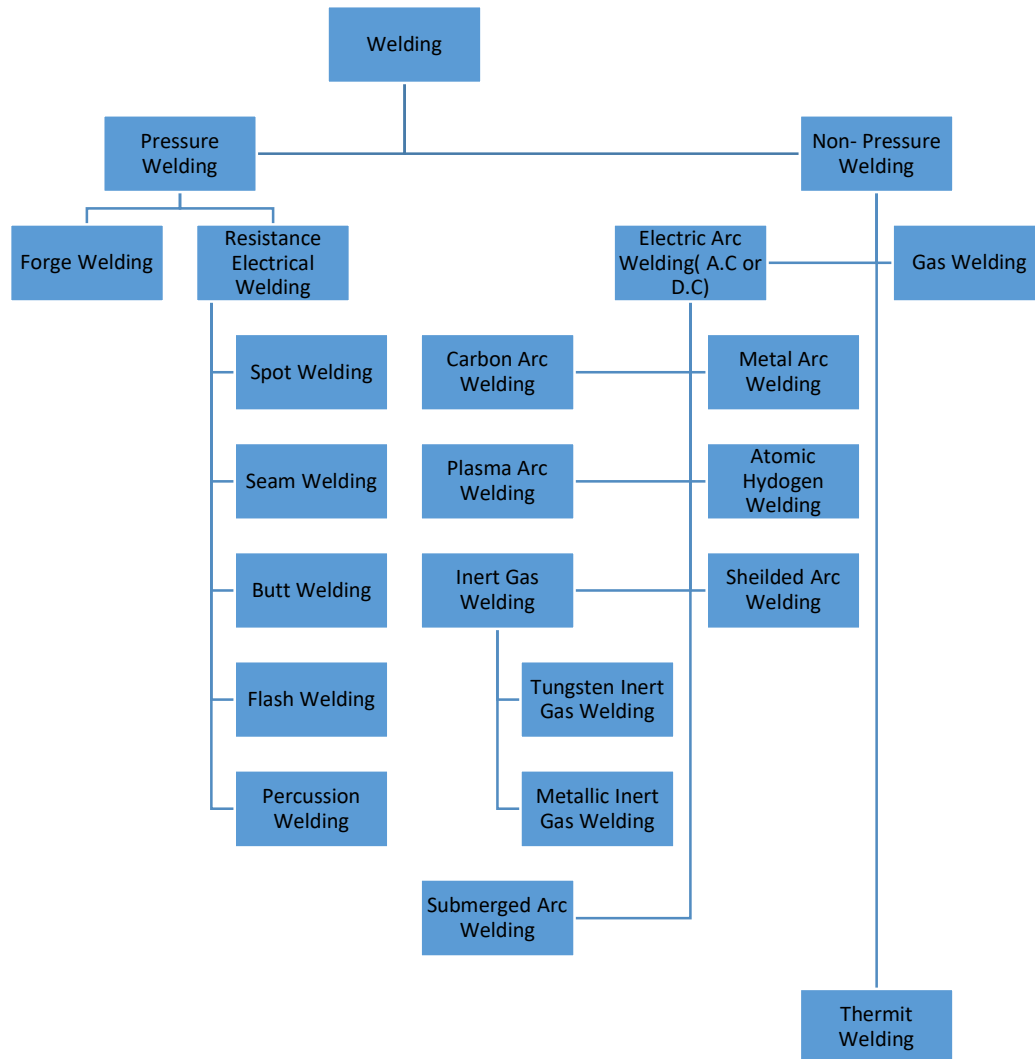 Welding
Pressure
Welding
Non- Pressure
Welding
Forge Welding
Resistance
Electrical
Welding
Electric Arc
Welding( A.C or
D.C)
Gas Welding
Spot Welding
Carbon Arc
Welding
Metal Arc
Welding
Seam Welding
Plasma Arc
Welding
Atomic
Hydogen
Welding
Butt Welding
Inert Gas
Welding
Sheilded Arc
Welding
Flash Welding
Tungsten Inert
Gas Welding
Percussion
Welding
Metallic Inert
Gas Welding
Submerged Arc
Welding
Thermit
Welding